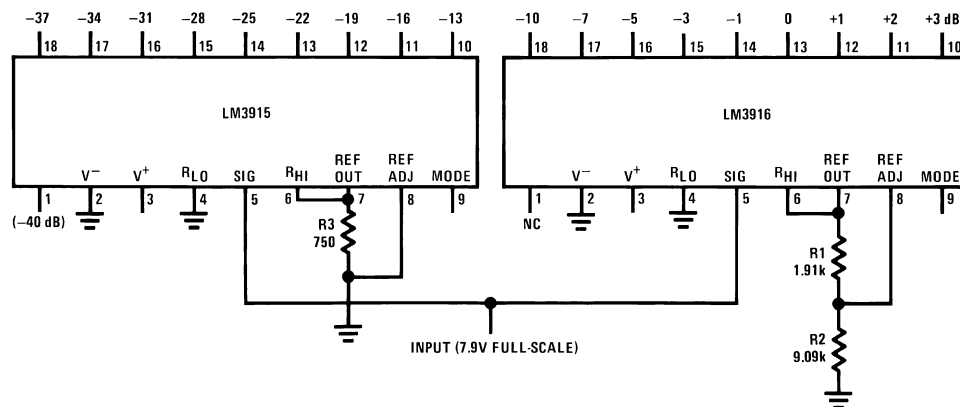 −37 −34 −31 −28 −25 −22 −19 −16 −13 −10 −7 −5 −3 −1 0 +1 +2 +3 dB
18 17 16 15 14 13 12 11 10 18 17 16 15 14 13 12 11 10
LM3915 LM3916
REF REF REF REF
V− V+ RLO SIG RHI OUT ADJ MODE V− V+ RLO SIG RHI OUT ADJ MODE
1 2 3 4 5 6 7 8 9 1 2 3 4 5 6 7 8 9
(−40 dB) NC
R3
750
R1
1.91k
INPUT (7.9V FULL-SCALE)
R2
9.09k